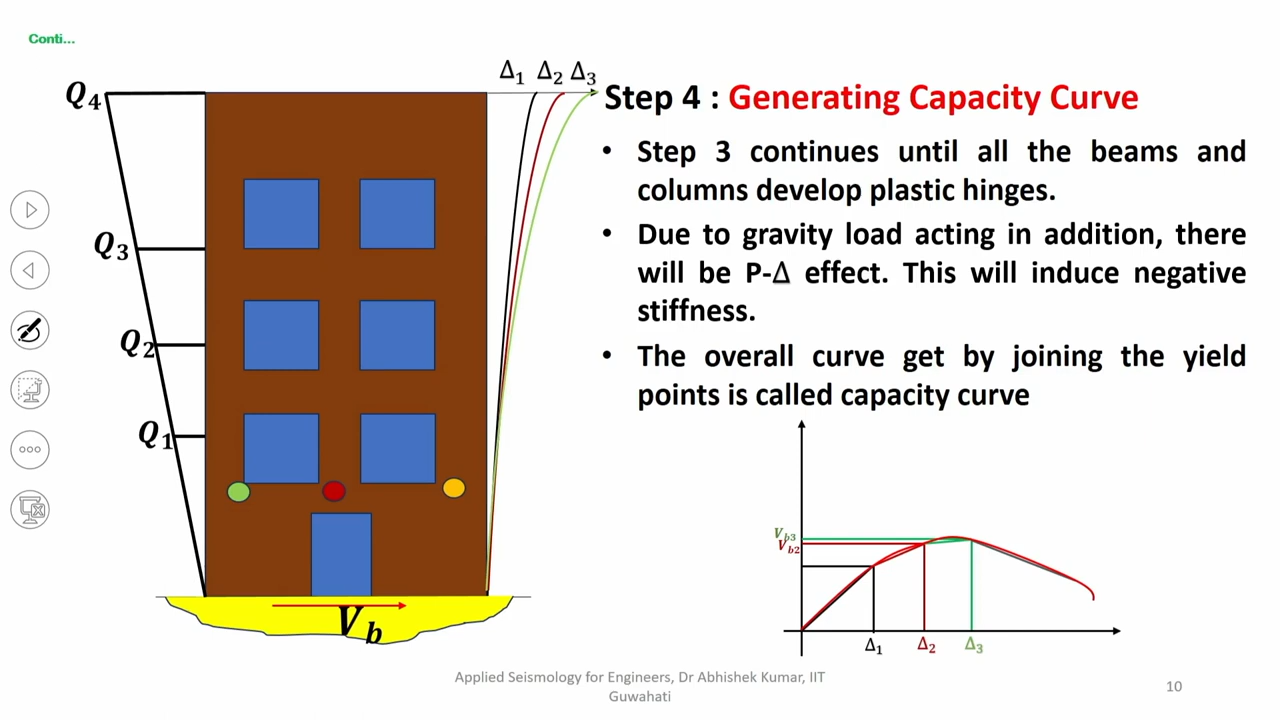 Conti...
Δ1 Δ2 Δ3
Q4
Q3
Q2
Q1
Vb
Step 4 : Generating Capacity Curve
• Step 3 continues until all the beams and
columns develop plastic hinges.
• Due to gravity load acting in addition, there
will be P-Δ effect. This will induce negative
stiffness.
• The overall curve get by joining the yield
points is called capacity curve
Vb3
Vb2
Δ1 Δ2 Δ3
Applied Seismology for Engineers, Dr Abhishek Kumar, IIT
Guwahati
10